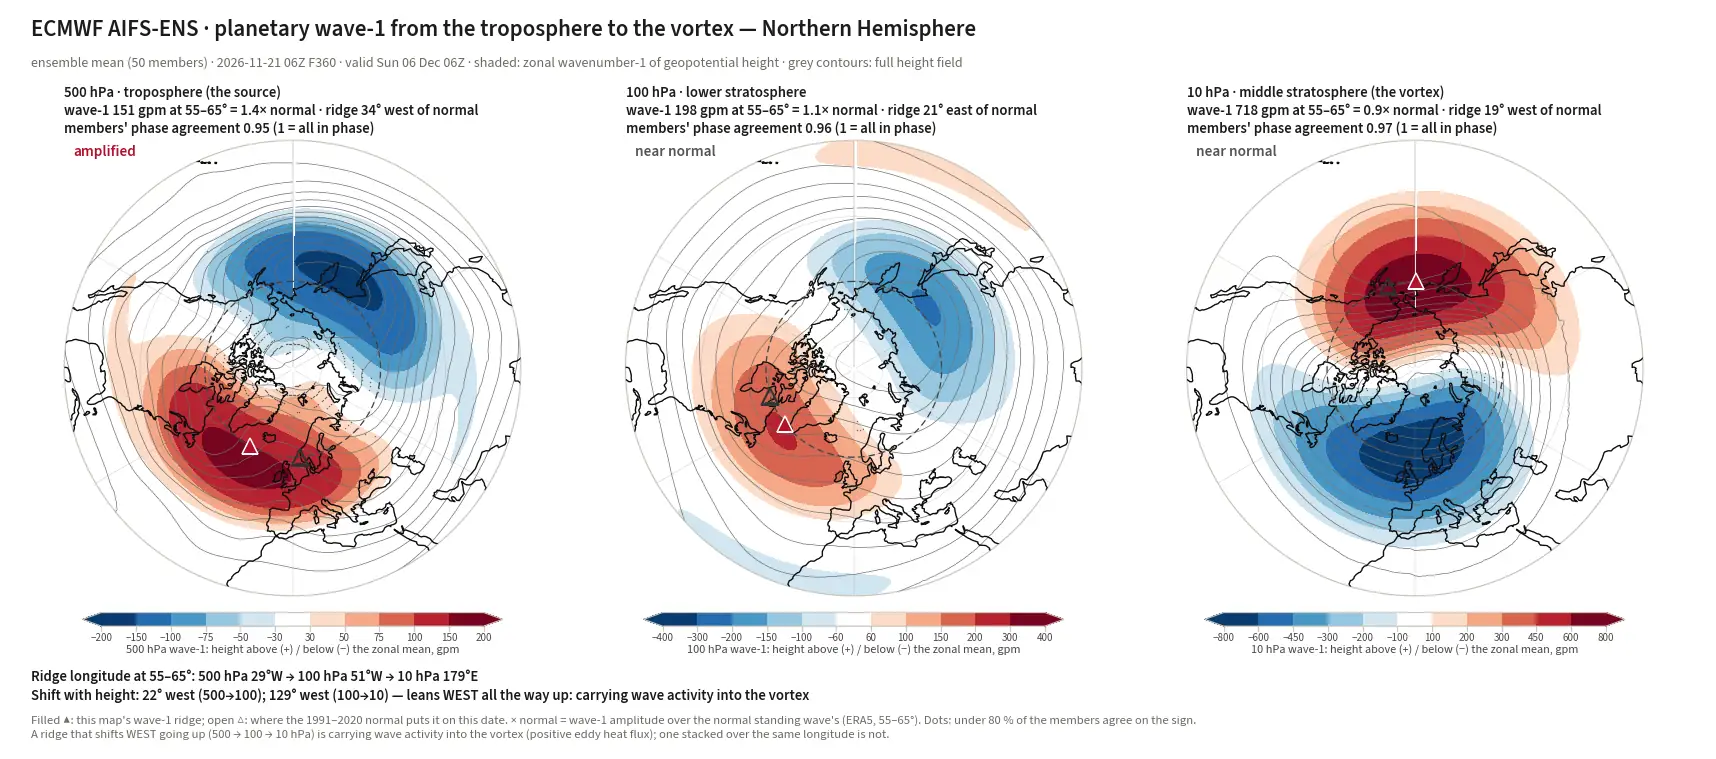 ECMWF AIFS-ENS · planetary wave-1 from the troposphere to the vortex — Northern Hemisphere
ensemble mean (50 members) · 2026-11-21 06Z F360 · valid Sun 06 Dec 06Z · shaded: zonal wavenumber-1 of geopotential height · grey contours: full height field
500 hPa · troposphere (the source)
wave-1 151 gpm at 55–65° = 1.4× normal · ridge 34° west of normal
members' phase agreement 0.95 (1 = all in phase)
amplified
100 hPa · lower stratosphere
wave-1 198 gpm at 55–65° = 1.1× normal · ridge 21° east of normal
members' phase agreement 0.96 (1 = all in phase)
near normal
10 hPa · middle stratosphere (the vortex)
wave-1 718 gpm at 55–65° = 0.9× normal · ridge 19° west of normal
members' phase agreement 0.97 (1 = all in phase)
near normal
−200 −150 −100 −75 −50 −30 30 50 75 100 150 200
500 hPa wave-1: height above (+) / below (−) the zonal mean, gpm
−400 −300 −200 −150 −100 −60 60 100 150 200 300 400
100 hPa wave-1: height above (+) / below (−) the zonal mean, gpm
−800 −600 −450 −300 −200 −100 100 200 300 450 600 800
10 hPa wave-1: height above (+) / below (−) the zonal mean, gpm
Ridge longitude at 55–65°: 500 hPa 29°W → 100 hPa 51°W → 10 hPa 179°E
Shift with height: 22° west (500→100); 129° west (100→10) — leans WEST all the way up: carrying wave activity into the vortex
Filled ▲: this map's wave-1 ridge; open △: where the 1991–2020 normal puts it on this date. × normal = wave-1 amplitude over the normal standing wave's (ERA5, 55–65°). Dots: under 80 % of the members agree on the sign.
A ridge that shifts WEST going up (500 → 100 → 10 hPa) is carrying wave activity into the vortex (positive eddy heat flux); one stacked over the same longitude is not.